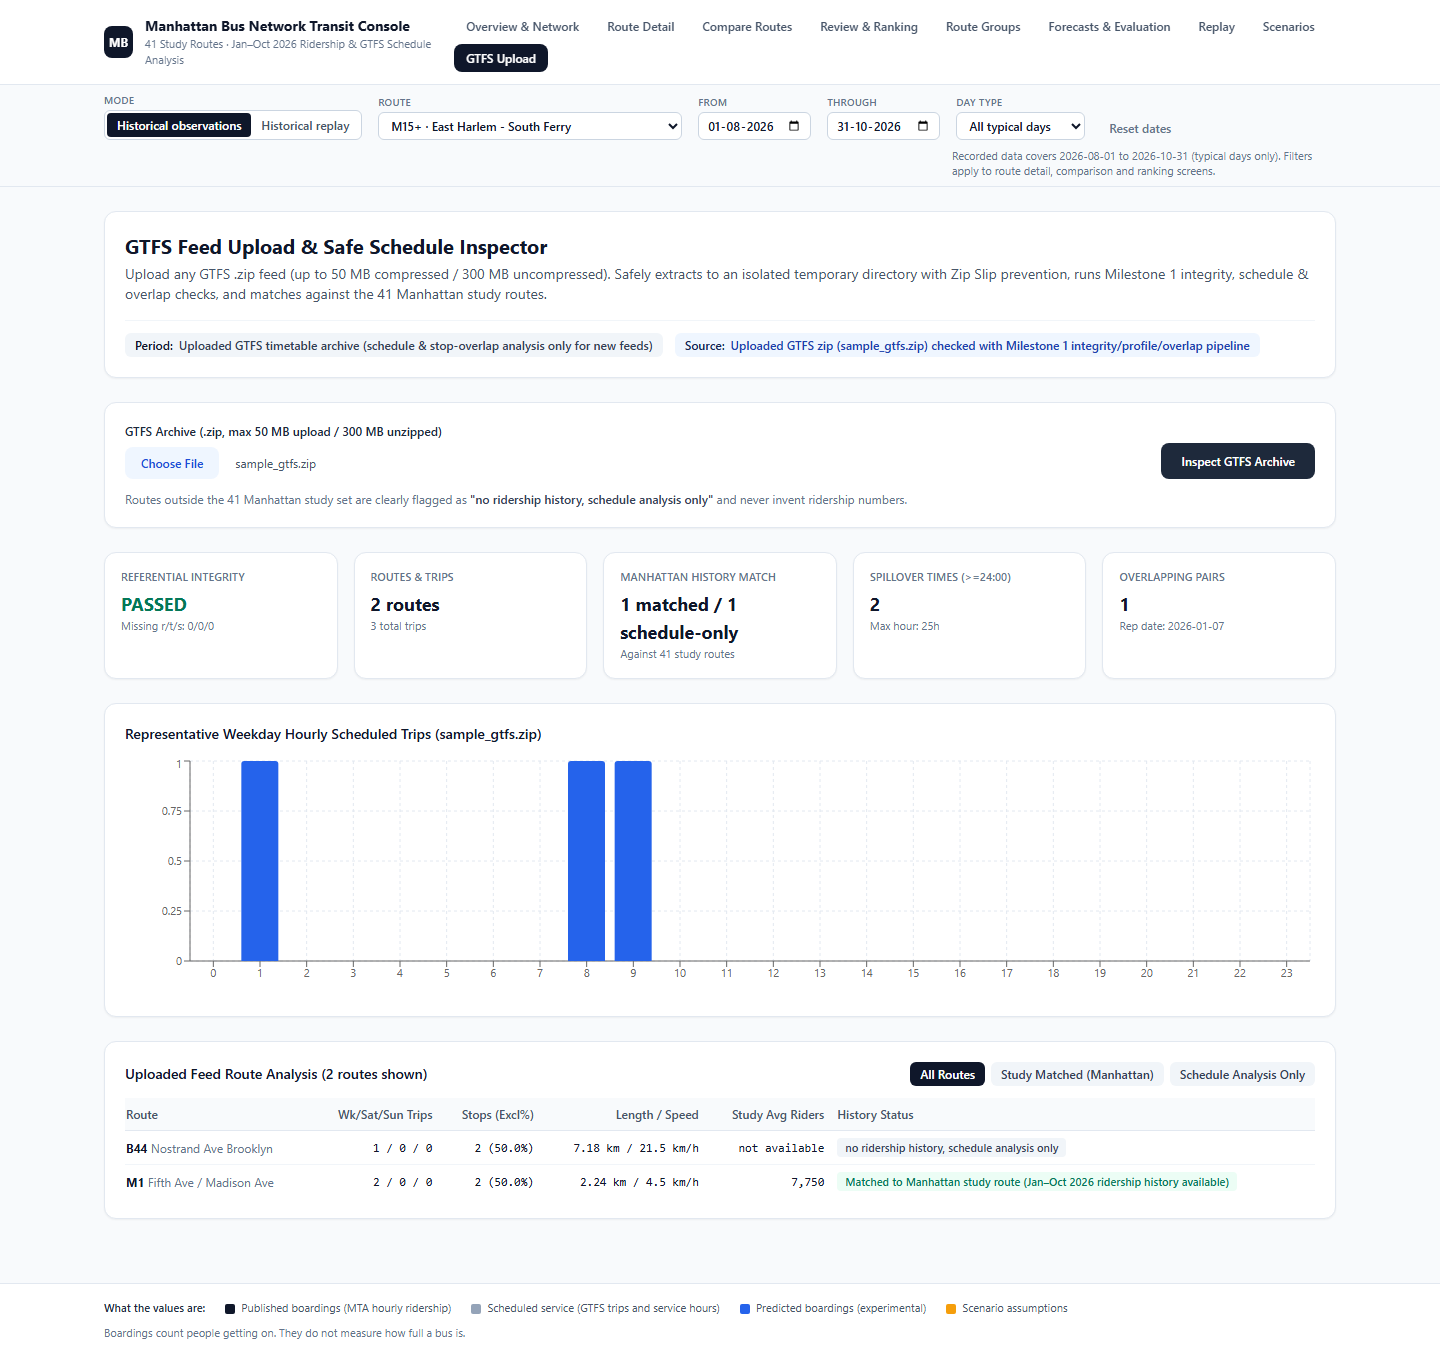 MB
Manhattan Bus Network Transit Console
41 Study Routes · Jan–Oct 2026 Ridership & GTFS Schedule
Analysis
Overview & Network
Route Detail
Compare Routes
Review & Ranking
Route Groups
Forecasts & Evaluation
Replay
Scenarios
GTFS Upload
MODE
Historical observations
Historical replay
ROUTE
M15+ · East Harlem - South Ferry
FROM
01-08-2026
THROUGH
31-10-2026
DAY TYPE
All typical days
Reset dates
Recorded data covers 2026-08-01 to 2026-10-31 (typical days only). Filters
apply to route detail, comparison and ranking screens.
GTFS Feed Upload & Safe Schedule Inspector
Upload any GTFS .zip feed (up to 50 MB compressed / 300 MB uncompressed). Safely extracts to an isolated temporary directory with Zip Slip prevention, runs Milestone 1 integrity, schedule &
overlap checks, and matches against the 41 Manhattan study routes.
Period: Uploaded GTFS timetable archive (schedule & stop-overlap analysis only for new feeds)
Source: Uploaded GTFS zip (sample_gtfs.zip) checked with Milestone 1 integrity/profile/overlap pipeline
GTFS Archive (.zip, max 50 MB upload / 300 MB unzipped)
Choose File
sample_gtfs.zip
Inspect GTFS Archive
Routes outside the 41 Manhattan study set are clearly flagged as "no ridership history, schedule analysis only" and never invent ridership numbers.
REFERENTIAL INTEGRITY
PASSED
Missing r/t/s: 0/0/0
ROUTES & TRIPS
2 routes
3 total trips
MANHATTAN HISTORY MATCH
1 matched / 1
schedule-only
Against 41 study routes
SPILLOVER TIMES (>=24:00)
2
Max hour: 25h
OVERLAPPING PAIRS
1
Rep date: 2026-01-07
Representative Weekday Hourly Scheduled Trips (sample_gtfs.zip)
1
0.75
0.5
0.25
0
0 1 2 3 4 5 6 7 8 9 10 11 12 13 14 15 16 17 18 19 20 21 22 23
Uploaded Feed Route Analysis (2 routes shown)
All Routes
Study Matched (Manhattan)
Schedule Analysis Only
Route Wk/Sat/Sun Trips Stops (Excl%) Length / Speed Study Avg Riders History Status
B44 Nostrand Ave Brooklyn 1 / 0 / 0 2 (50.0%) 7.18 km / 21.5 km/h not available no ridership history, schedule analysis only
M1 Fifth Ave / Madison Ave 2 / 0 / 0 2 (50.0%) 2.24 km / 4.5 km/h 7,750 Matched to Manhattan study route (Jan–Oct 2026 ridership history available)
What the values are:
Published boardings (MTA hourly ridership)
Scheduled service (GTFS trips and service hours)
Predicted boardings (experimental)
Scenario assumptions
Boardings count people getting on. They do not measure how full a bus is.